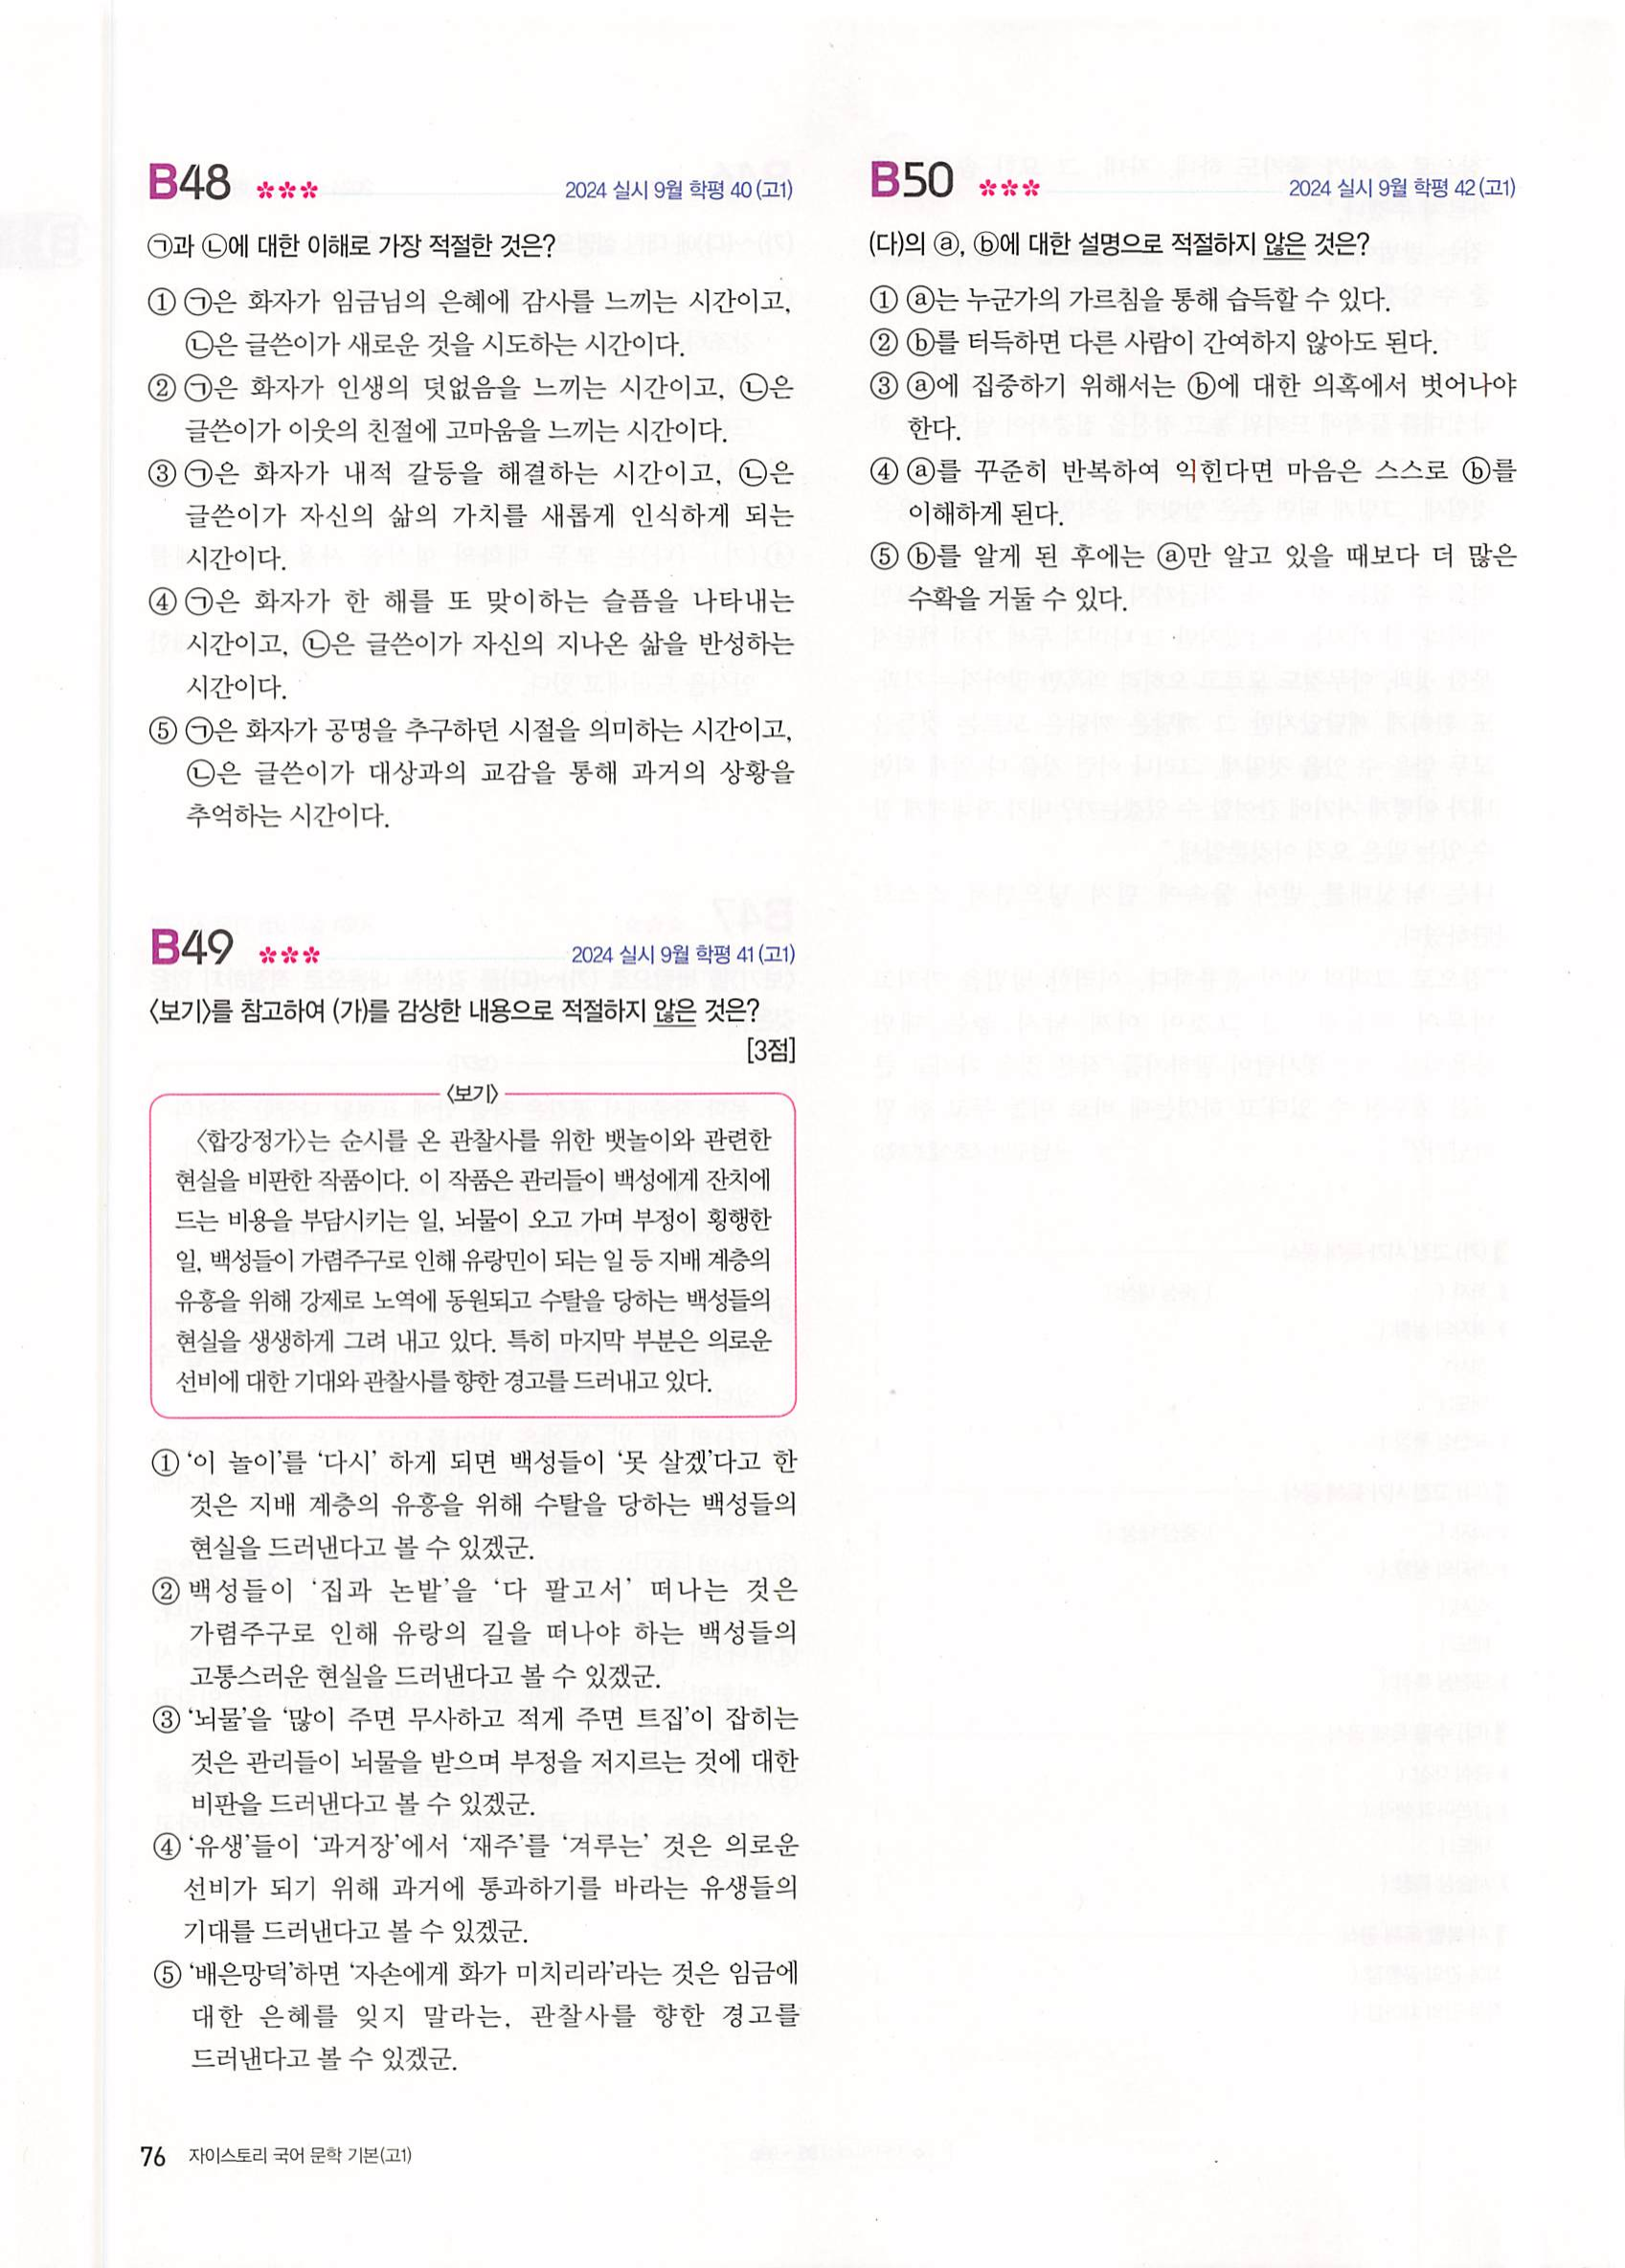 B48 ***
2024 실시 9월 학평 40 (고1)
㉠과 ㉡에 대한 이해로 가장 적절한 것은?
① ㉠은 화자가 임금님의 은혜에 감사를 느끼는 시간이고,
㉡은 글쓴이가 새로운 것을 시도하는 시간이다.
② ㉠은 화자가 인생의 덧없음을 느끼는 시간이고, ㉡은
글쓴이가 이웃의 친절에 고마움을 느끼는 시간이다.
③ ㉠은 화자가 내적 갈등을 해결하는 시간이고, ㉡은
글쓴이가 자신의 삶의 가치를 새롭게 인식하게 되는
시간이다.
④ ㉠은 화자가 한 해를 또 맞이하는 슬픔을 나타내는
시간이고, ㉡은 글쓴이가 자신의 지나온 삶을 반성하는
시간이다.
⑤ ㉠은 화자가 공명을 추구하던 시절을 의미하는 시간이고,
㉡은 글쓴이가 대상과의 교감을 통해 과거의 상황을
추억하는 시간이다.
B49 ***
2024 실시 9월 학평 41 (고1)
〈보기〉를 참고하여 (가)를 감상한 내용으로 적절하지 않은 것은?
[3점]
〈보기〉
〈합강정가〉는 순시를 온 관찰사를 위한 뱃놀이와 관련한
현실을 비판한 작품이다. 이 작품은 관리들이 백성에게 잔치에
드는 비용을 부담시키는 일, 뇌물이 오고 가며 부정이 횡행한
일, 백성들이 가렴주구로 인해 유랑민이 되는 일 등 지배 계층의
유흥을 위해 강제로 노역에 동원되고 수탈을 당하는 백성들의
현실을 생생하게 그려 내고 있다. 특히 마지막 부분은 의로운
선비에 대한 기대와 관찰사를 향한 경고를 드러내고 있다.
① ‘이 놀이’를 ‘다시’ 하게 되면 백성들이 ‘못 살겠’다고 한
것은 지배 계층의 유흥을 위해 수탈을 당하는 백성들의
현실을 드러낸다고 볼 수 있겠군.
② 백성들이 ‘집과 논밭’을 ‘다 팔고서’ 떠나는 것은
가렴주구로 인해 유랑의 길을 떠나야 하는 백성들의
고통스러운 현실을 드러낸다고 볼 수 있겠군.
③ ‘뇌물’을 ‘많이 주면 무사하고 적게 주면 트집’이 잡히는
것은 관리들이 뇌물을 받으며 부정을 저지르는 것에 대한
비판을 드러낸다고 볼 수 있겠군.
④ ‘유생’들이 ‘과거장’에서 ‘재주’를 ‘겨루는’ 것은 의로운
선비가 되기 위해 과거에 통과하기를 바라는 유생들의
기대를 드러낸다고 볼 수 있겠군.
⑤ ‘배은망덕’하면 ‘자손에게 화가 미치리라’라는 것은 임금에
대한 은혜를 잊지 말라는, 관찰사를 향한 경고를
드러낸다고 볼 수 있겠군.
B50 ***
2024 실시 9월 학평 42 (고1)
(다)의 ⓐ, ⓑ에 대한 설명으로 적절하지 않은 것은?
① ⓐ는 누군가의 가르침을 통해 습득할 수 있다.
② ⓑ를 터득하면 다른 사람이 간여하지 않아도 된다.
③ ⓐ에 집중하기 위해서는 ⓑ에 대한 의혹에서 벗어나야
한다.
④ ⓐ를 꾸준히 반복하여 익힌다면 마음은 스스로 ⓑ를
이해하게 된다.
⑤ ⓑ를 알게 된 후에는 ⓐ만 알고 있을 때보다 더 많은
수확을 거둘 수 있다.
76 자이스토리 국어 문학 기본(고1)